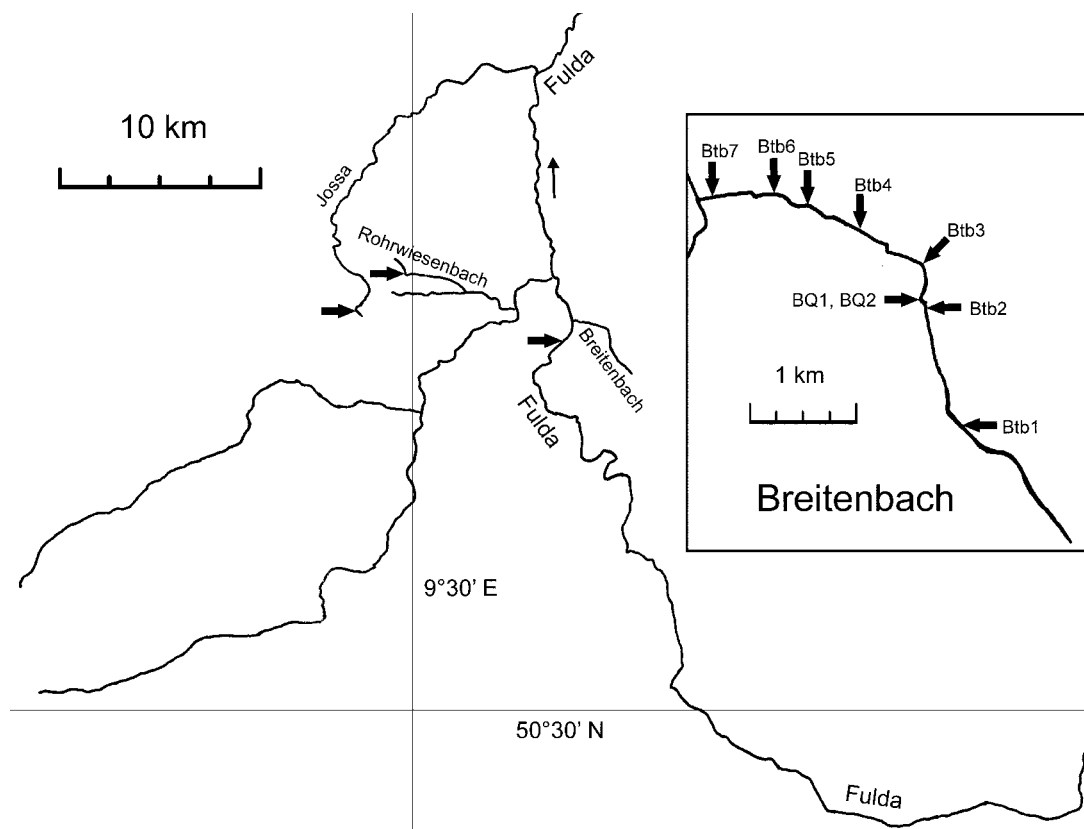 Fulda
10 km
Jossa
Rohrwiesenbach
Breitenbach
Fulda
9°30' E
50°30' N
Fulda
Btb7
Btb6
Btb5
Btb4
Btb3
BQ1, BQ2
Btb2
1 km
Btb1
Breitenbach